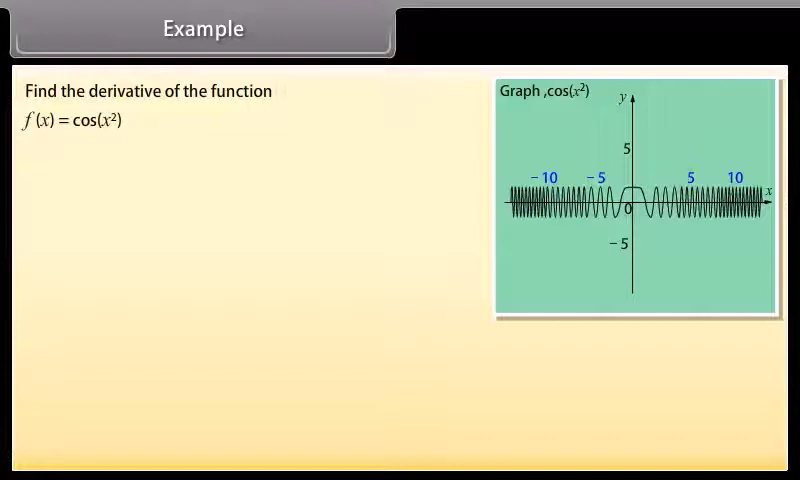 Example
Find the derivative of the function
f (x) = cos(x²)
Graph ,cos(x²)
y
5
− 10 − 5 5 10 x
0
− 5